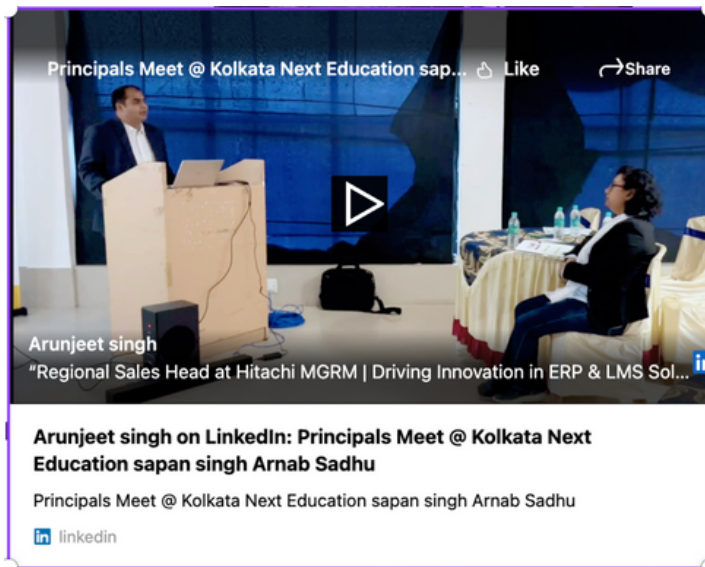 Principals Meet @ Kolkata Next Education sap... Like Share
Arunjeet singh
“Regional Sales Head at Hitachi MGRM | Driving Innovation in ERP & LMS Sol...
in
Arunjeet singh on LinkedIn: Principals Meet @ Kolkata Next
Education sapan singh Arnab Sadhu
Principals Meet @ Kolkata Next Education sapan singh Arnab Sadhu
in linkedin